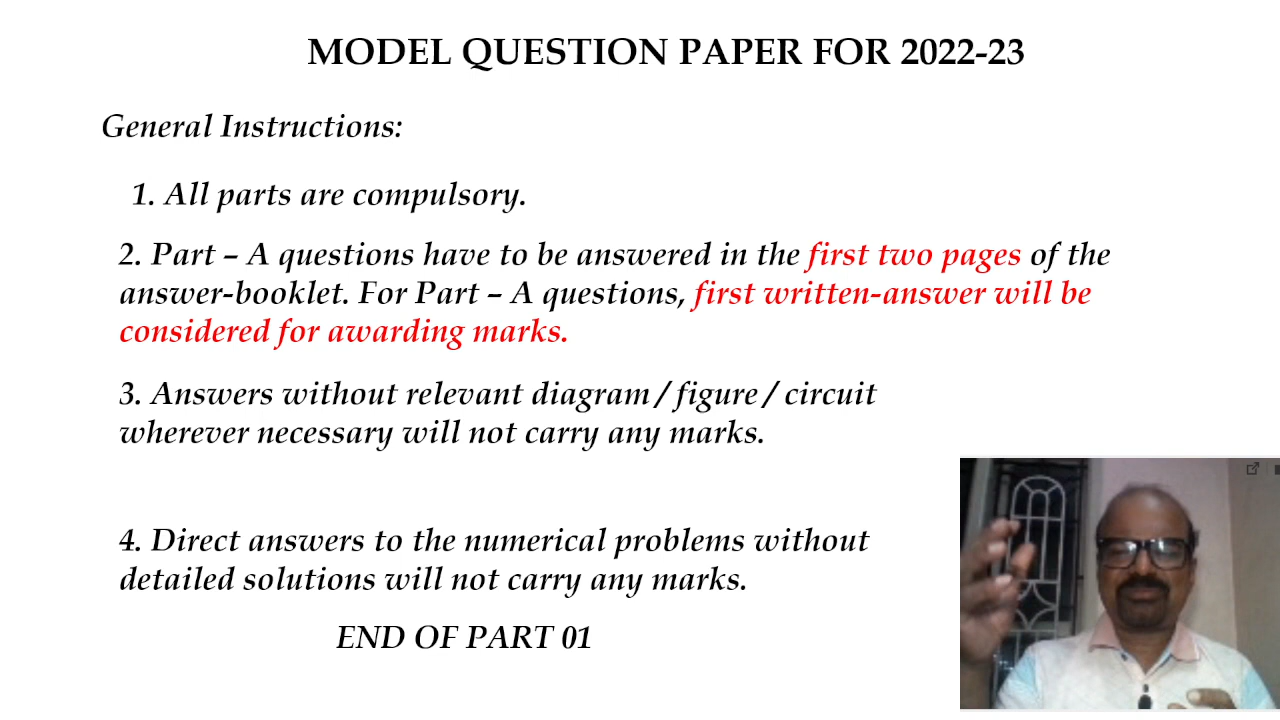 MODEL QUESTION PAPER FOR 2022-23
General Instructions:
1. All parts are compulsory.
2. Part – A questions have to be answered in the first two pages of the
answer-booklet. For Part – A questions, first written-answer will be
considered for awarding marks.
3. Answers without relevant diagram / figure / circuit
wherever necessary will not carry any marks.
4. Direct answers to the numerical problems without
detailed solutions will not carry any marks.
END OF PART 01